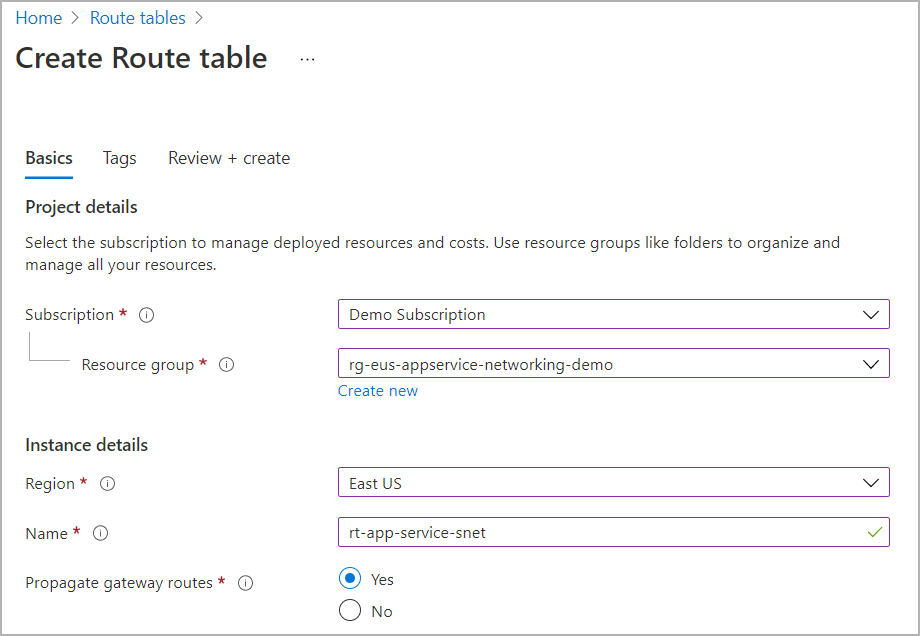 Home > Route tables >
Create Route table ...
Basics Tags Review + create
Project details
Select the subscription to manage deployed resources and costs. Use resource groups like folders to organize and
manage all your resources.
Subscription * Demo Subscription
Resource group * rg-eus-appservice-networking-demo
Create new
Instance details
Region * East US
Name * rt-app-service-snet
Propagate gateway routes * Yes
No